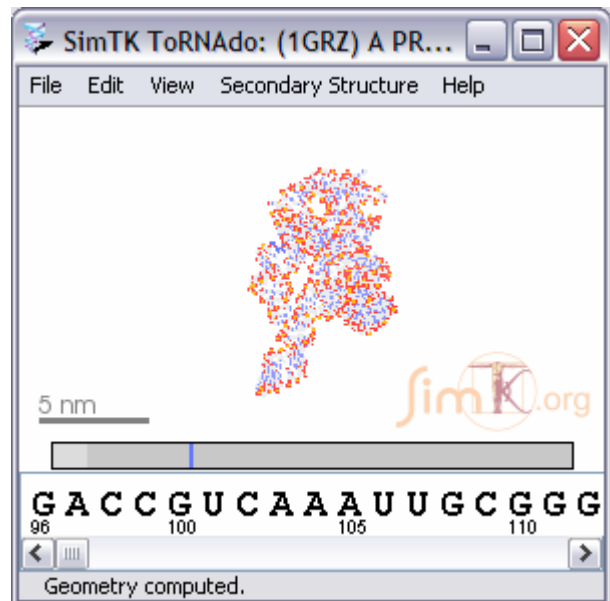 SimTK ToRNAdo: (1GRZ) A PR...
File Edit View Secondary Structure Help
5 nm
SimTK.org
G A C C G U C A A A U U G C G G G
96 100 105 110
Geometry computed.